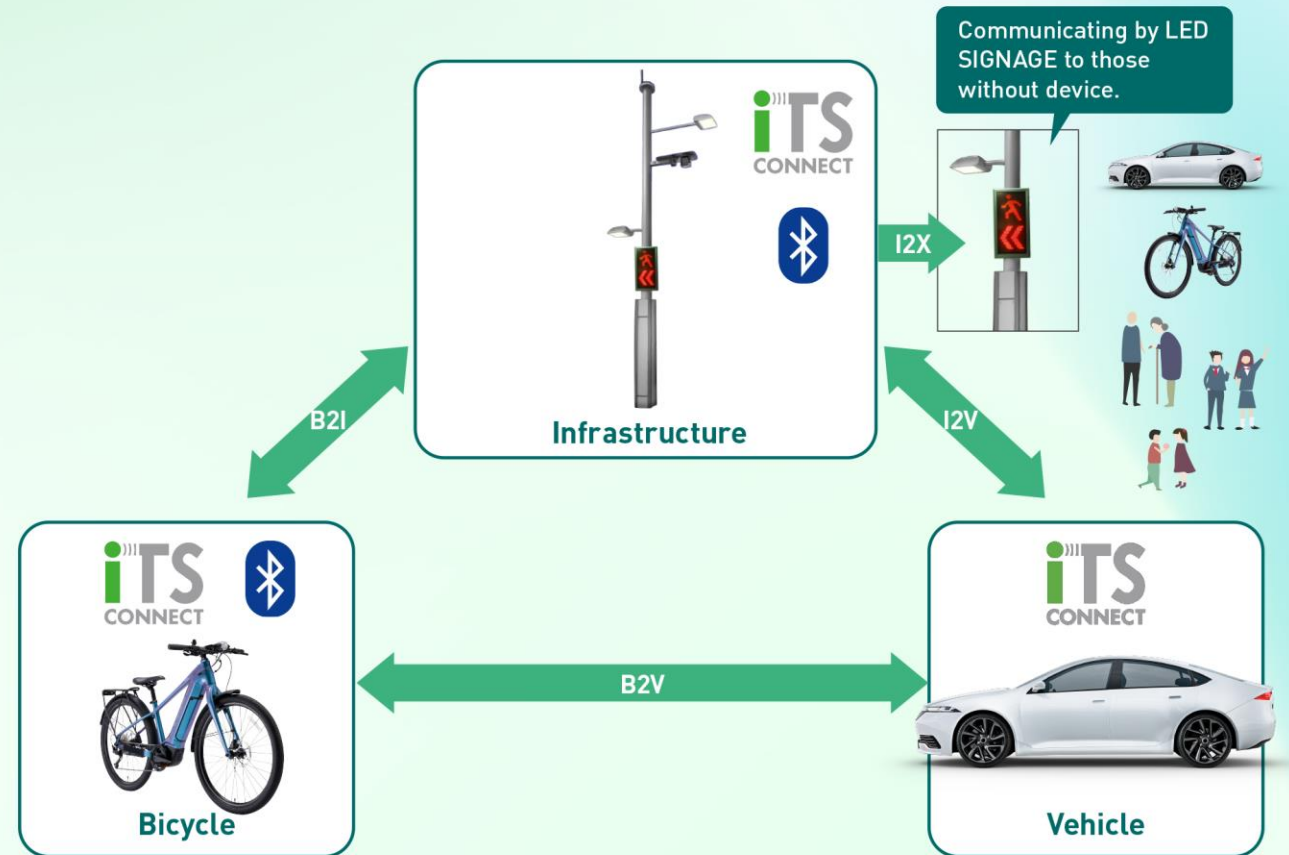 Communicating by LED
SIGNAGE to those
without device.
iTS
CONNECT
I2X
Infrastructure
B2I
I2V
iTS
CONNECT
iTS
CONNECT
B2V
Bicycle
Vehicle